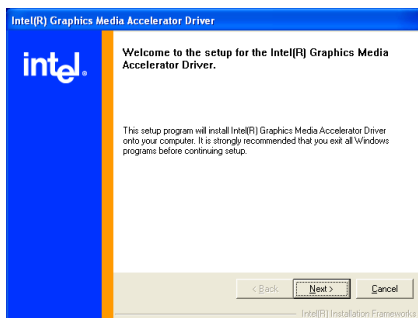 Intel(R) Graphics Media Accelerator Driver
intel.
Welcome to the setup for the Intel(R) Graphics Media
Accelerator Driver.
This setup program will install Intel(R) Graphics Media Accelerator Driver
onto your computer. It is strongly recommended that you exit all Windows
programs before continuing setup.
< Back
Next >
Cancel
Intel(R) Installation Frameworks